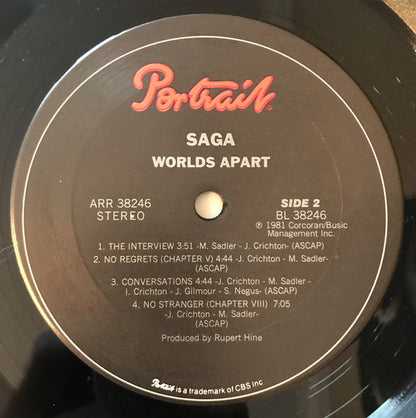 Portrait
SAGA
WORLDS APART
ARR 38246
STEREO
SIDE 2
BL 38246
℗ 1981 Corcoran/Busic
Management Inc.
1. THE INTERVIEW 3:51 -M. Sadler- J. Crichton- (ASCAP)
2. NO REGRETS (CHAPTER V) 4:44 -J. Crichton - M. Sadler-
(ASCAP)
3. CONVERSATIONS 4:44 -J. Crichton - M. Sadler -
I. Crichton - J. Gilmour - S. Negus- (ASCAP)
4. NO STRANGER (CHAPTER VIII) 7:05
-J. Crichton - M. Sadler-
(ASCAP)
Produced by Rupert Hine
Portrait is a trademark of CBS Inc